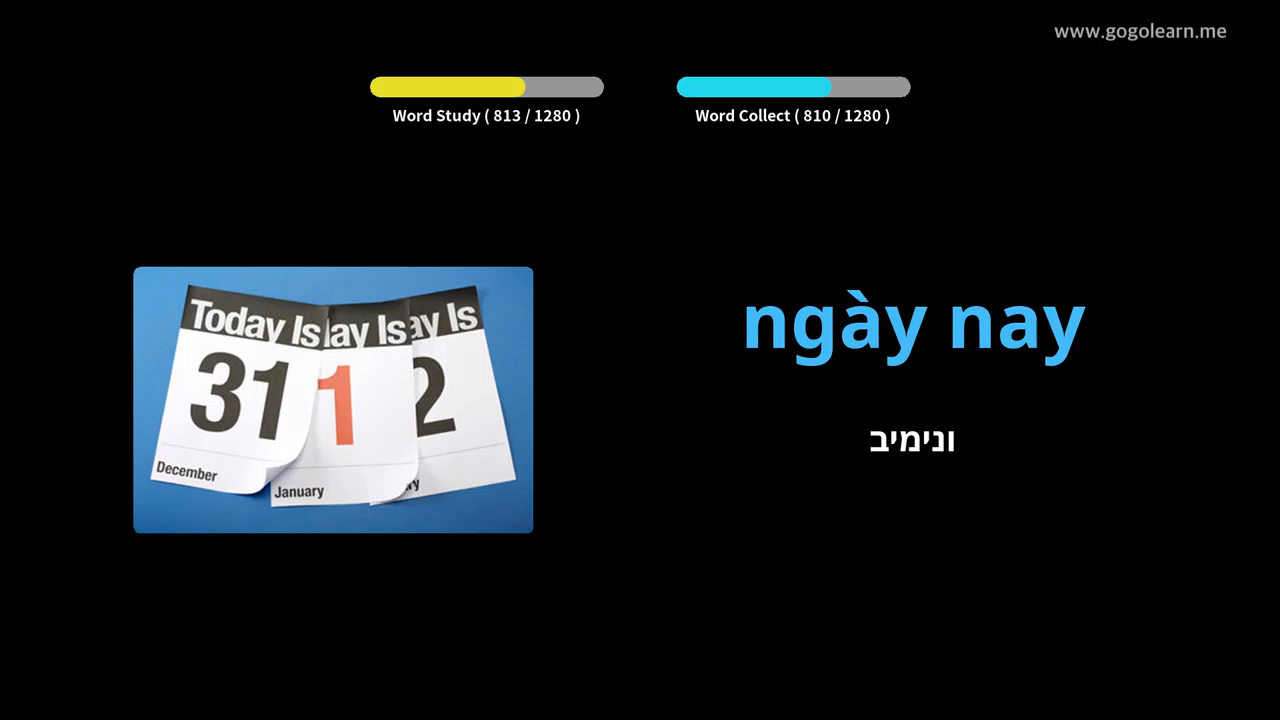 www.gogolearn.me
Word Study ( 813 / 1280 )
Word Collect ( 810 / 1280 )
Today Is
lay Is
ay Is
31
1
2
December
January
ry
ngày nay
ונימיב